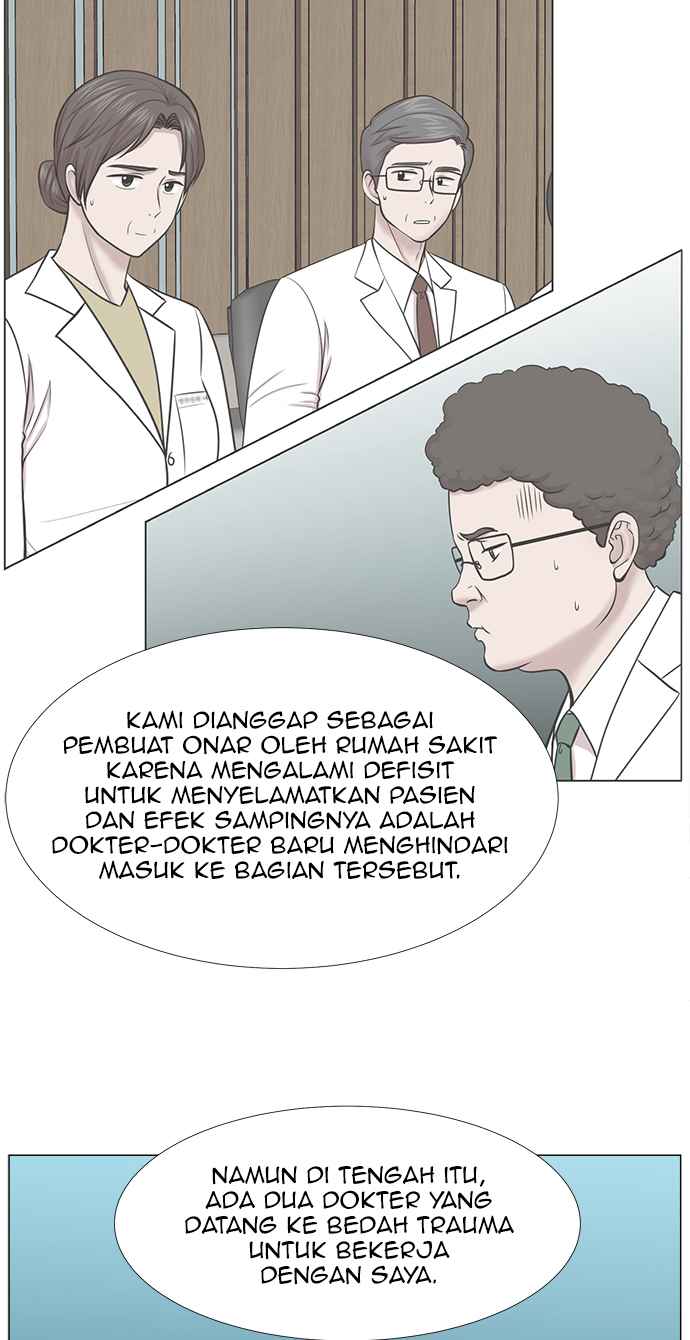 KAMI DIANGGAP SEBAGAI
PEMBUAT ONAR OLEH RUMAH SAKIT
KARENA MENGALAMI DEFISIT
UNTUK MENYELAMATKAN PASIEN
DAN EFEK SAMPINGNYA ADALAH
DOKTER-DOKTER BARU MENGHINDARI
MASUK KE BAGIAN TERSEBUT.
NAMUN DI TENGAH ITU,
ADA DUA DOKTER YANG
DATANG KE BEDAH TRAUMA
UNTUK BEKERJA
DENGAN SAYA.